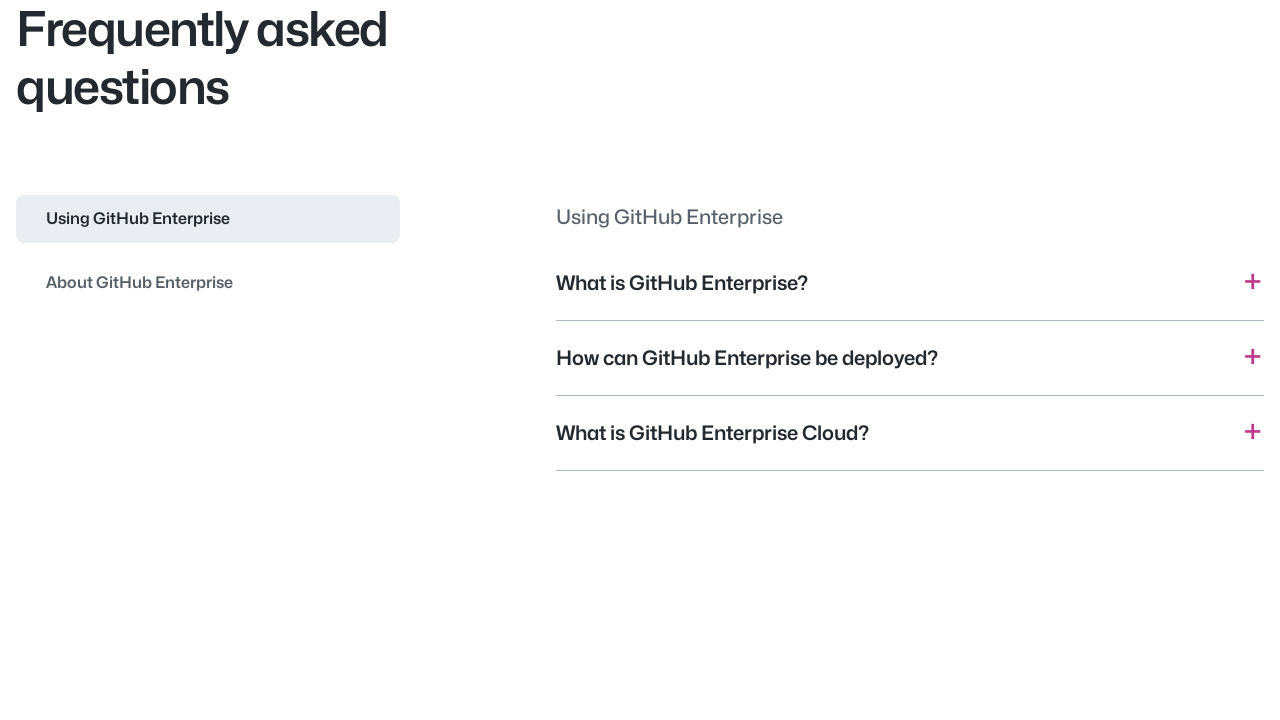 Frequently asked
questions
Using GitHub Enterprise
About GitHub Enterprise
Using GitHub Enterprise
What is GitHub Enterprise?
How can GitHub Enterprise be deployed?
What is GitHub Enterprise Cloud?